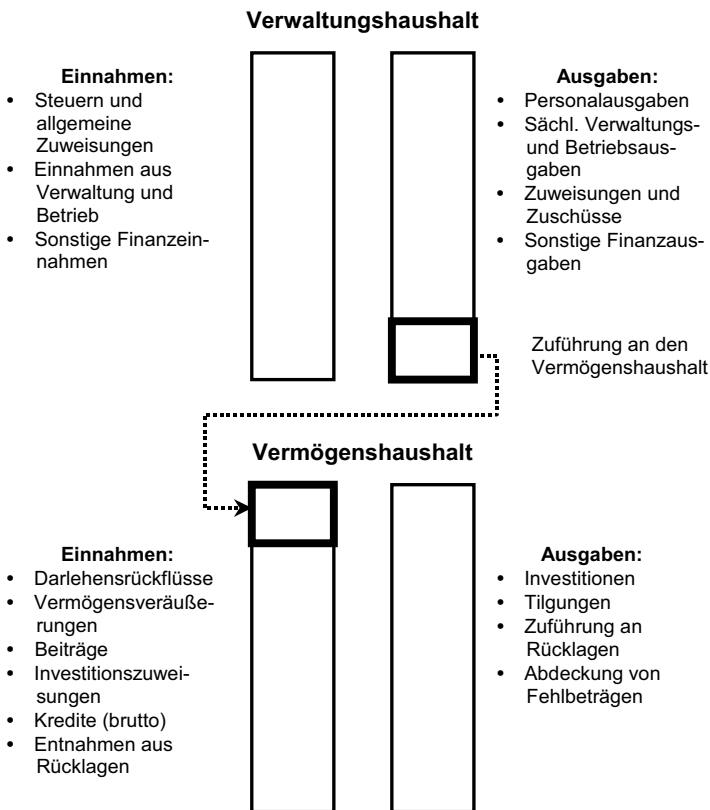 Verwaltungshaushalt
Einnahmen:
• Steuern und
allgemeine
Zuweisungen
• Einnahmen aus
Verwaltung und
Betrieb
• Sonstige Finanzein-
nahmen
Ausgaben:
• Personalausgaben
• Sächl. Verwaltungs-
und Betriebsaus-
gaben
• Zuweisungen und
Zuschüsse
• Sonstige Finanzaus-
gaben
Zuführung an den
Vermögenshaushalt
Vermögenshaushalt
Einnahmen:
• Darlehensrückflüsse
• Vermögensveräuße-
rungen
• Beiträge
• Investitionszuwei-
sungen
• Kredite (brutto)
• Entnahmen aus
Rücklagen
Ausgaben:
• Investitionen
• Tilgungen
• Zuführung an
Rücklagen
• Abdeckung von
Fehlbeträgen